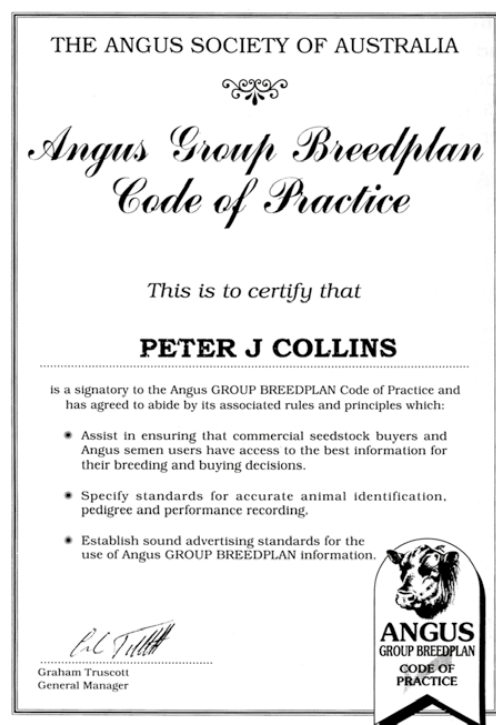 THE ANGUS SOCIETY OF AUSTRALIA
Angus Group Breedplan
Code of Practice
This is to certify that
PETER J COLLINS
is a signatory to the Angus GROUP BREEDPLAN Code of Practice and
has agreed to abide by its associated rules and principles which:
Assist in ensuring that commercial seedstock buyers and
Angus semen users have access to the best information for
their breeding and buying decisions.
Specify standards for accurate animal identification,
pedigree and performance recording.
Establish sound advertising standards for the
use of Angus GROUP BREEDPLAN information.
Graham Truscott
General Manager
ANGUS
GROUP BREEDPLAN
CODE OF
PRACTICE